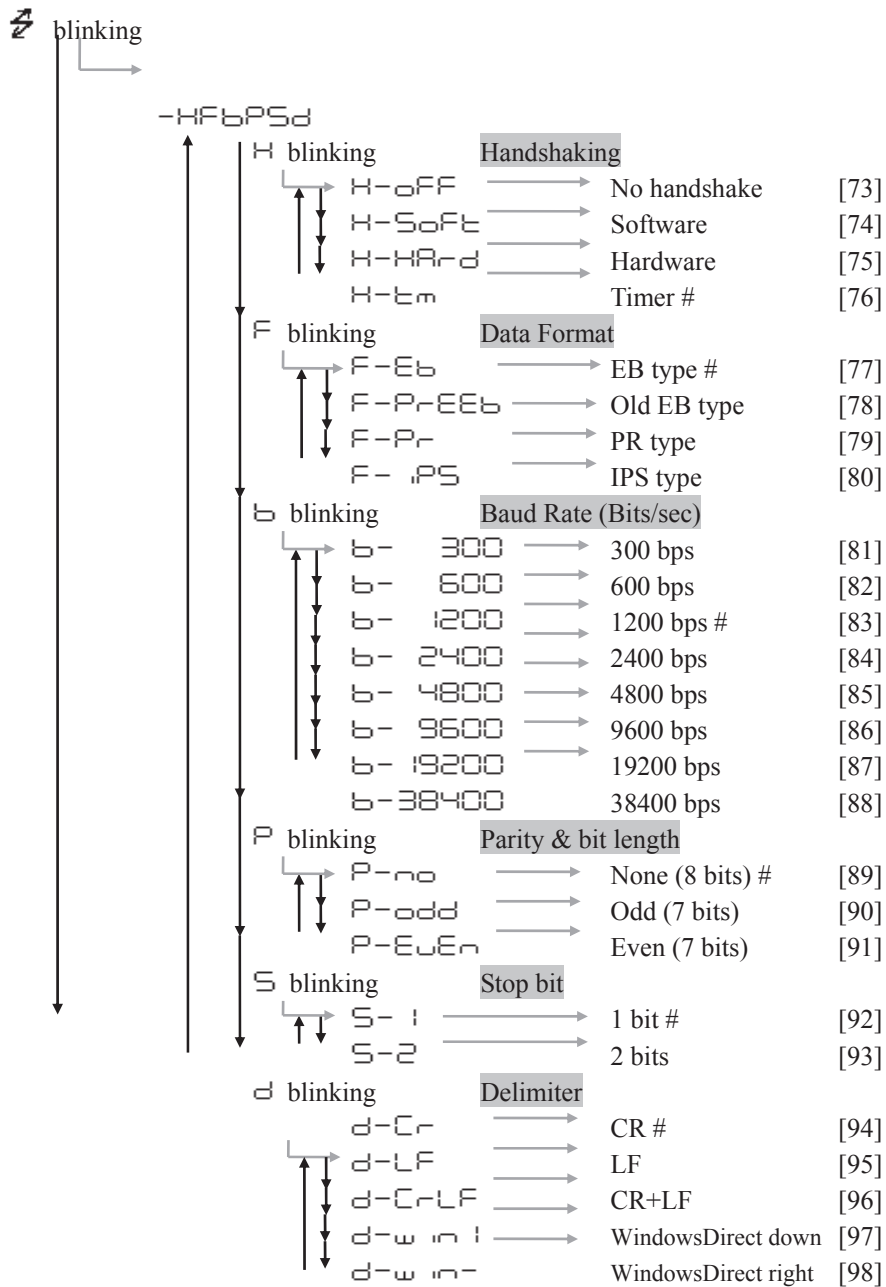 blinking
-HFbPSd
H blinking Handshaking
H-oFF No handshake [73]
H-SoFt Software [74]
H-HArd Hardware [75]
H-tm Timer # [76]
F blinking Data Format
F-Eb EB type # [77]
F-PrEEb Old EB type [78]
F-Pr PR type [79]
F- iPS IPS type [80]
b blinking Baud Rate (Bits/sec)
b- 300 300 bps [81]
b- 600 600 bps [82]
b- 1200 1200 bps # [83]
b- 2400 2400 bps [84]
b- 4800 4800 bps [85]
b- 9600 9600 bps [86]
b- 19200 19200 bps [87]
b-38400 38400 bps [88]
P blinking Parity & bit length
P-no None (8 bits) # [89]
P-odd Odd (7 bits) [90]
P-EvEn Even (7 bits) [91]
S blinking Stop bit
S- 1 1 bit # [92]
S-2 2 bits [93]
d blinking Delimiter
d-Cr CR # [94]
d-LF LF [95]
d-CrLF CR+LF [96]
d-win 1 WindowsDirect down [97]
d-win- WindowsDirect right [98]